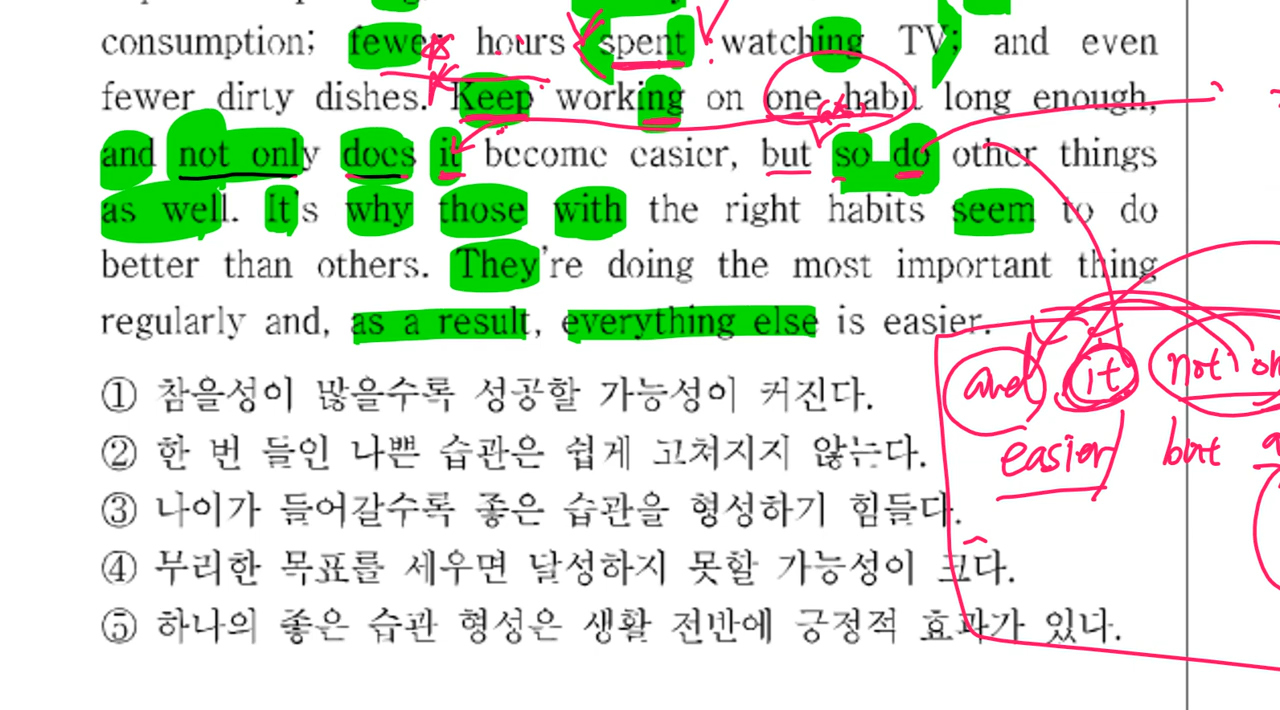 consumption; fewer hours spent watching TV; and even
fewer dirty dishes. Keep working on one habit long enough,
and not only does it become easier, but so do other things
as well. It's why those with the right habits seem to do
better than others. They're doing the most important thing
regularly and, as a result, everything else is easier.
and it not
easier but
① 참을성이 많을수록 성공할 가능성이 커진다.
② 한 번 들인 나쁜 습관은 쉽게 고쳐지지 않는다.
③ 나이가 들어갈수록 좋은 습관을 형성하기 힘들다.
④ 무리한 목표를 세우면 달성하지 못할 가능성이 크다.
⑤ 하나의 좋은 습관 형성은 생활 전반에 긍정적 효과가 있다.